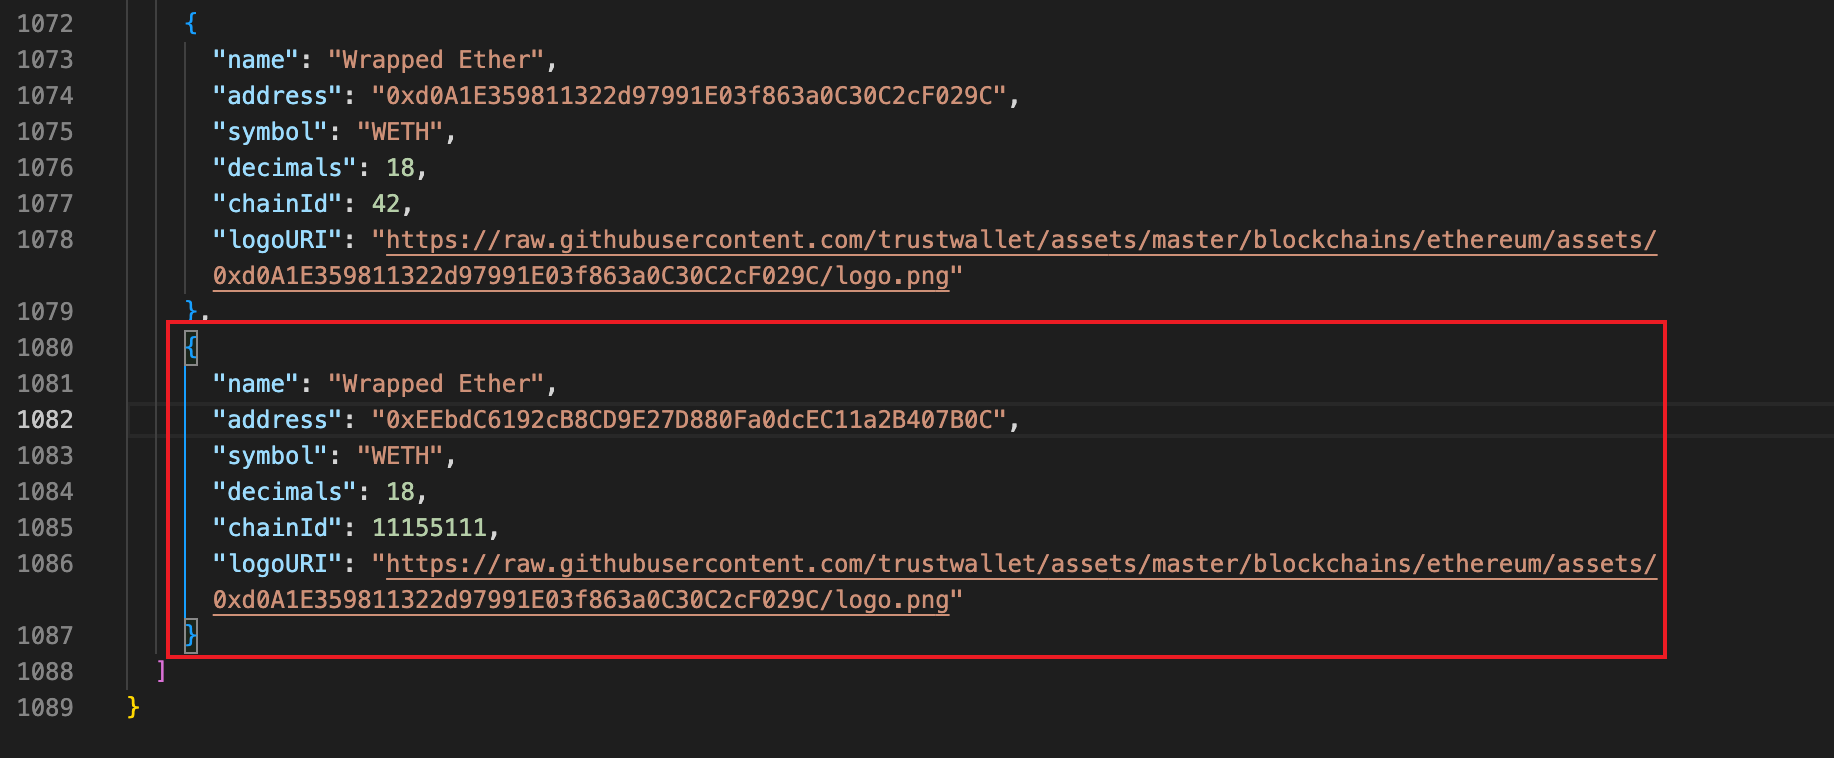 1072 {
1073 "name": "Wrapped Ether",
1074 "address": "0xd0A1E359811322d97991E03f863a0C30C2cF029C",
1075 "symbol": "WETH",
1076 "decimals": 18,
1077 "chainId": 42,
1078 "logoURI": "https://raw.githubusercontent.com/trustwallet/assets/master/blockchains/ethereum/assets/
0xd0A1E359811322d97991E03f863a0C30C2cF029C/logo.png"
1079 },
1080 {
1081 "name": "Wrapped Ether",
1082 "address": "0xEEbdC6192cB8CD9E27D880Fa0dcEC11a2B407B0C",
1083 "symbol": "WETH",
1084 "decimals": 18,
1085 "chainId": 11155111,
1086 "logoURI": "https://raw.githubusercontent.com/trustwallet/assets/master/blockchains/ethereum/assets/
0xd0A1E359811322d97991E03f863a0C30C2cF029C/logo.png"
1087 }
1088 ]
1089 }